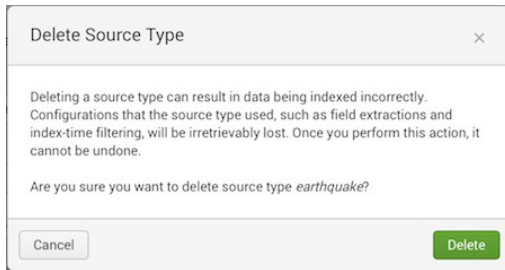 Delete Source Type
×
Deleting a source type can result in data being indexed incorrectly.
Configurations that the source type used, such as field extractions and
index-time filtering, will be irretrievably lost. Once you perform this action, it
cannot be undone.
Are you sure you want to delete source type earthquake?
Cancel
Delete